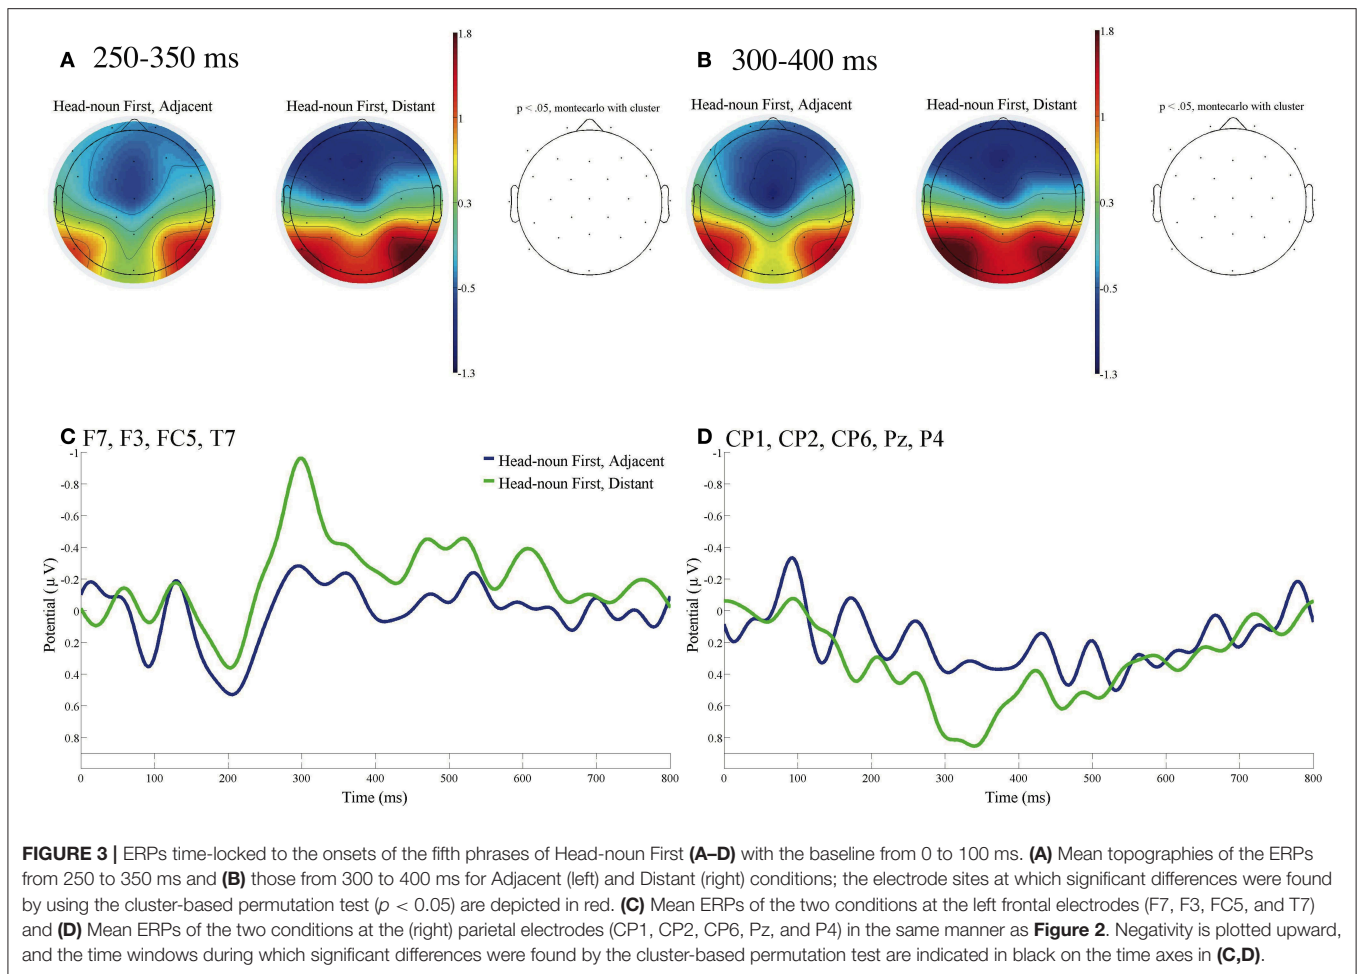 A 250-350 ms
Head-noun First, Adjacent
Head-noun First, Distant
p < .05, montecarlo with cluster
1.8
1
0.3
-0.5
-1.3
B 300-400 ms
Head-noun First, Adjacent
Head-noun First, Distant
p < .05, montecarlo with cluster
1.8
1
0.3
-0.5
-1.3
C F7, F3, FC5, T7
Head-noun First, Adjacent
Head-noun First, Distant
Potential (μ V)
-1
-0.8
-0.6
-0.4
-0.2
0
0.2
0.4
0.6
0.8
0 100 200 300 400 500 600 700 800
Time (ms)
D CP1, CP2, CP6, Pz, P4
Potential (μ V)
-1
-0.8
-0.6
-0.4
-0.2
0
0.2
0.4
0.6
0.8
0 100 200 300 400 500 600 700 800
Time (ms)
FIGURE 3 | ERPs time-locked to the onsets of the fifth phrases of Head-noun First (A–D) with the baseline from 0 to 100 ms. (A) Mean topographies of the ERPs
from 250 to 350 ms and (B) those from 300 to 400 ms for Adjacent (left) and Distant (right) conditions; the electrode sites at which significant differences were found
by using the cluster-based permutation test (p < 0.05) are depicted in red. (C) Mean ERPs of the two conditions at the left frontal electrodes (F7, F3, FC5, and T7)
and (D) Mean ERPs of the two conditions at the (right) parietal electrodes (CP1, CP2, CP6, Pz, and P4) in the same manner as Figure 2. Negativity is plotted upward,
and the time windows during which significant differences were found by the cluster-based permutation test are indicated in black on the time axes in (C,D).